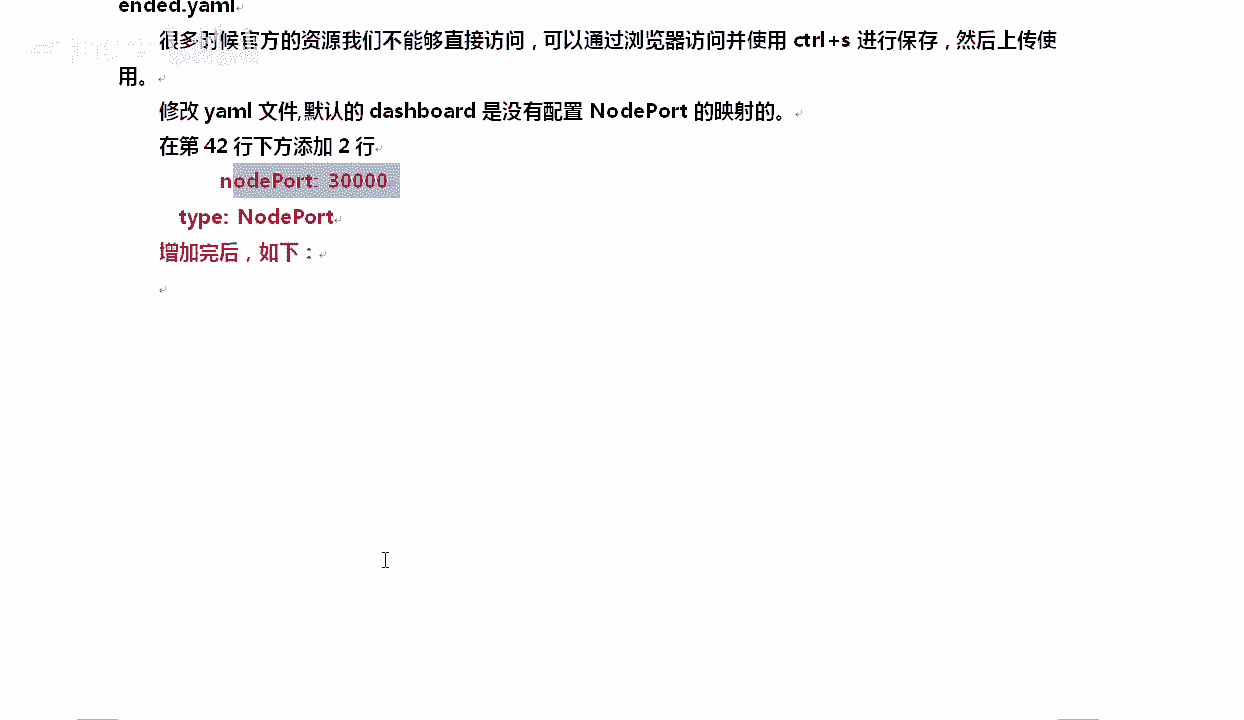 ended.yaml
很多时候官方的资源我们不能够直接访问，可以通过浏览器访问并使用 ctrl+s 进行保存，然后上传使
用。
修改 yaml 文件,默认的 dashboard 是没有配置 NodePort 的映射的。
在第 42 行下方添加 2 行
nodePort: 30000
type: NodePort
增加完后，如下：